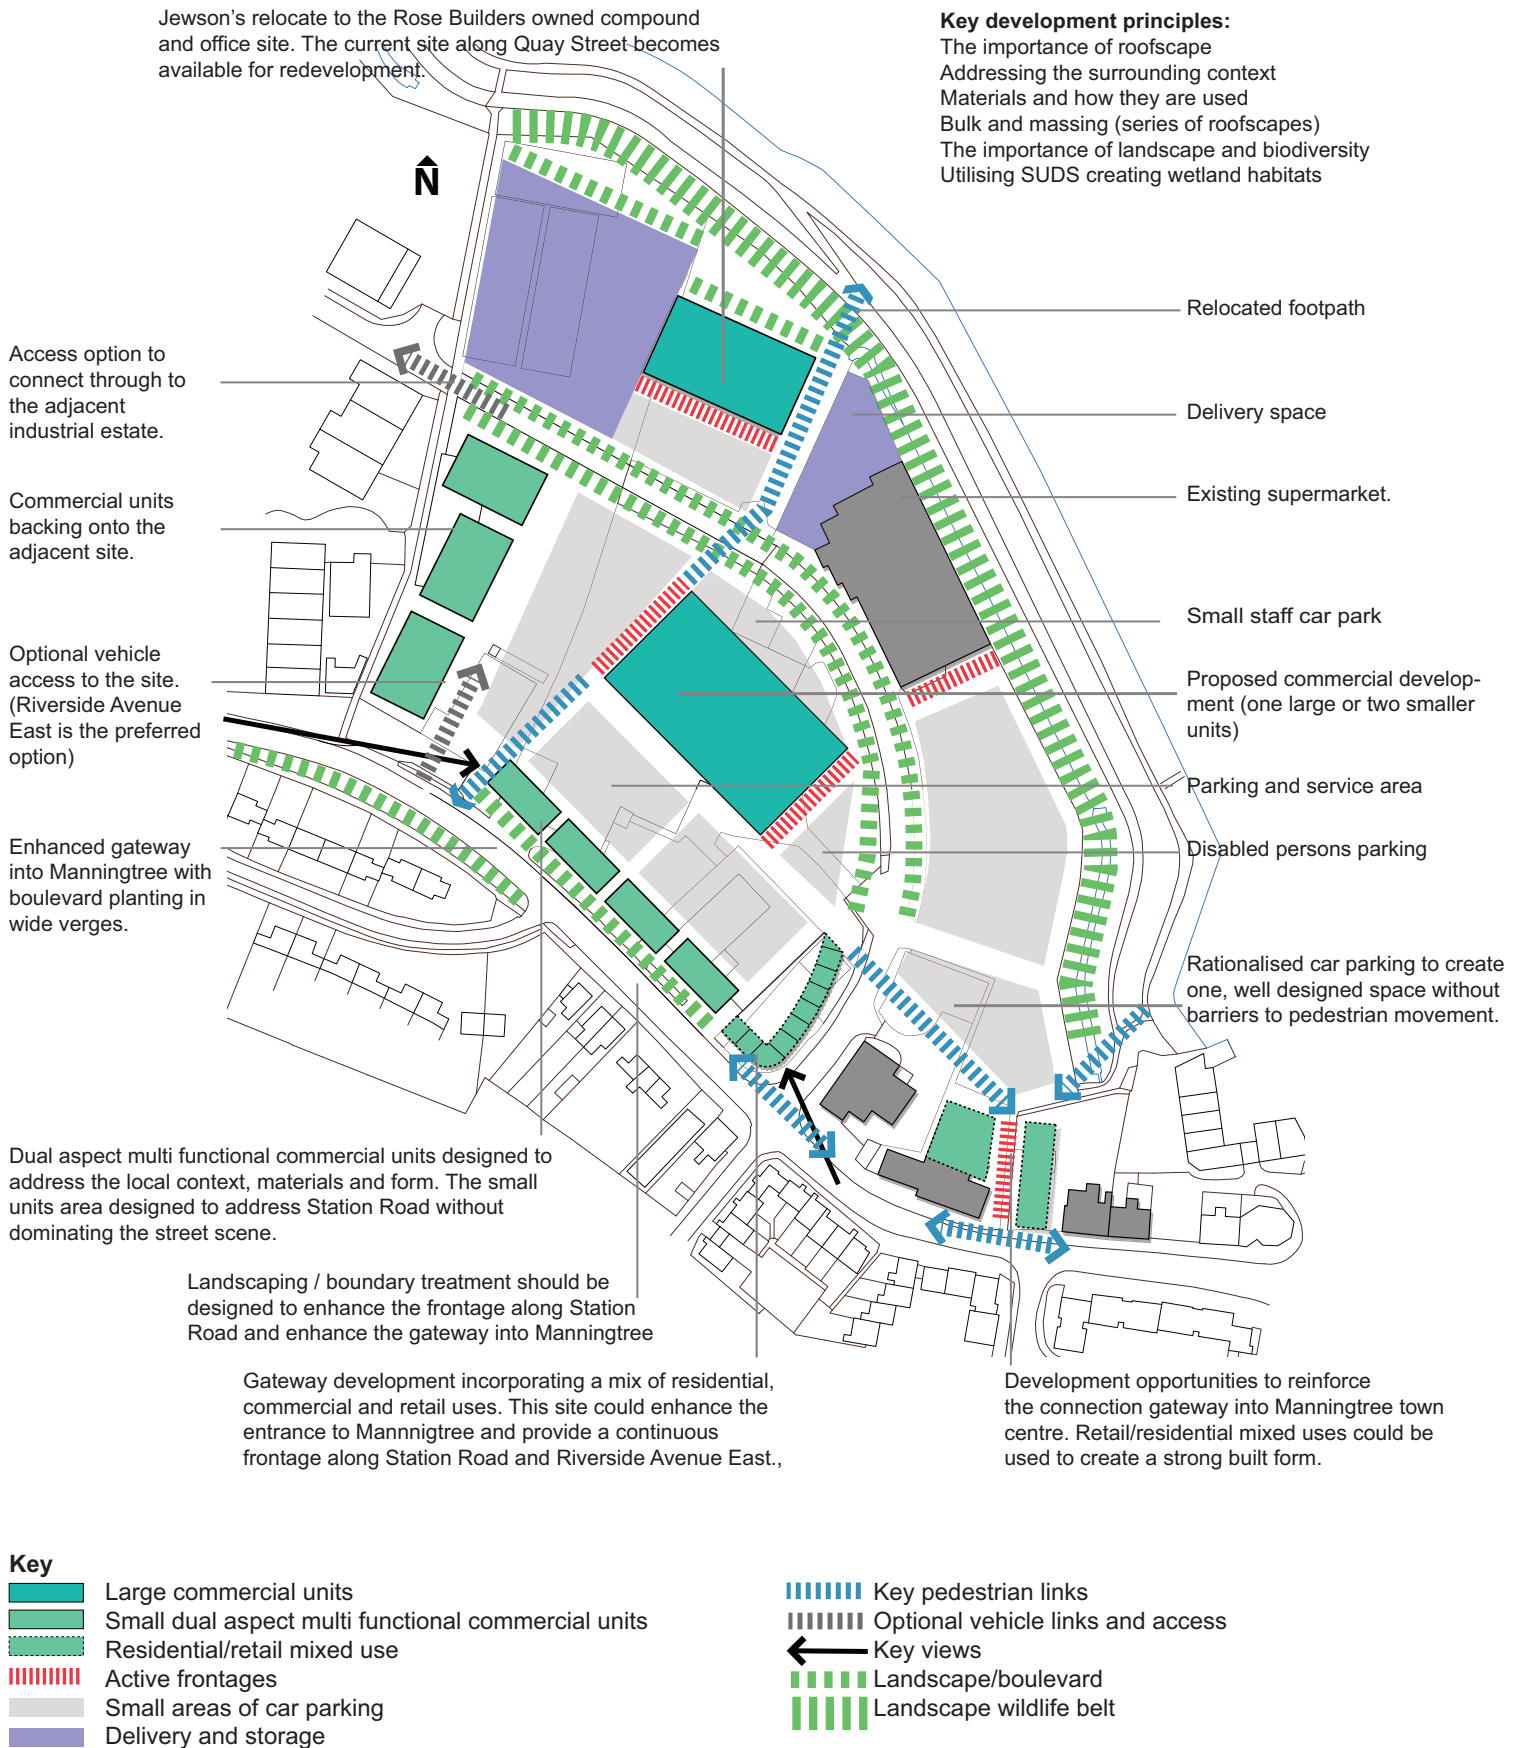 Jewson’s relocate to the Rose Builders owned compound
and office site. The current site along Quay Street becomes
available for redevelopment.
Key development principles:
The importance of roofscape
Addressing the surrounding context
Materials and how they are used
Bulk and massing (series of roofscapes)
The importance of landscape and biodiversity
Utilising SUDS creating wetland habitats
N
Relocated footpath
Access option to
connect through to
the adjacent
industrial estate.
Delivery space
Existing supermarket.
Commercial units
backing onto the
adjacent site.
Small staff car park
Optional vehicle
access to the site.
(Riverside Avenue
East is the preferred
option)
Proposed commercial develop-
ment (one large or two smaller
units)
Parking and service area
Enhanced gateway
into Manningtree with
boulevard planting in
wide verges.
Disabled persons parking
Rationalised car parking to create
one, well designed space without
barriers to pedestrian movement.
Dual aspect multi functional commercial units designed to
address the local context, materials and form. The small
units area designed to address Station Road without
dominating the street scene.
Landscaping / boundary treatment should be
designed to enhance the frontage along Station
Road and enhance the gateway into Manningtree
Gateway development incorporating a mix of residential,
commercial and retail uses. This site could enhance the
entrance to Mannnigtree and provide a continuous
frontage along Station Road and Riverside Avenue East.,
Development opportunities to reinforce
the connection gateway into Manningtree town
centre. Retail/residential mixed uses could be
used to create a strong built form.
Key
Large commercial units
Small dual aspect multi functional commercial units
Residential/retail mixed use
Active frontages
Small areas of car parking
Delivery and storage
Key pedestrian links
Optional vehicle links and access
Key views
Landscape/boulevard
Landscape wildlife belt